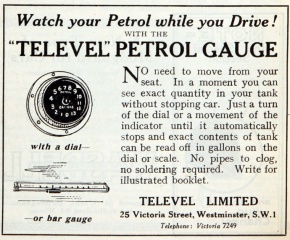 Watch your Petrol while you Drive!
WITH THE
"TELEVEL" PETROL GAUGE
NO need to move from your
seat. In a moment you can
see exact quantity in your tank
without stopping car. Just a turn
of the dial or a movement of the
indicator until it automatically
stops and exact contents of tank
can be read off in gallons on the
dial or scale. No pipes to clog,
no soldering required. Write for
illustrated booklet.
with a dial—
—or bar gauge
TELEVEL LIMITED
25 Victoria Street, Westminster, S.W.1
Telephone: Victoria 7249